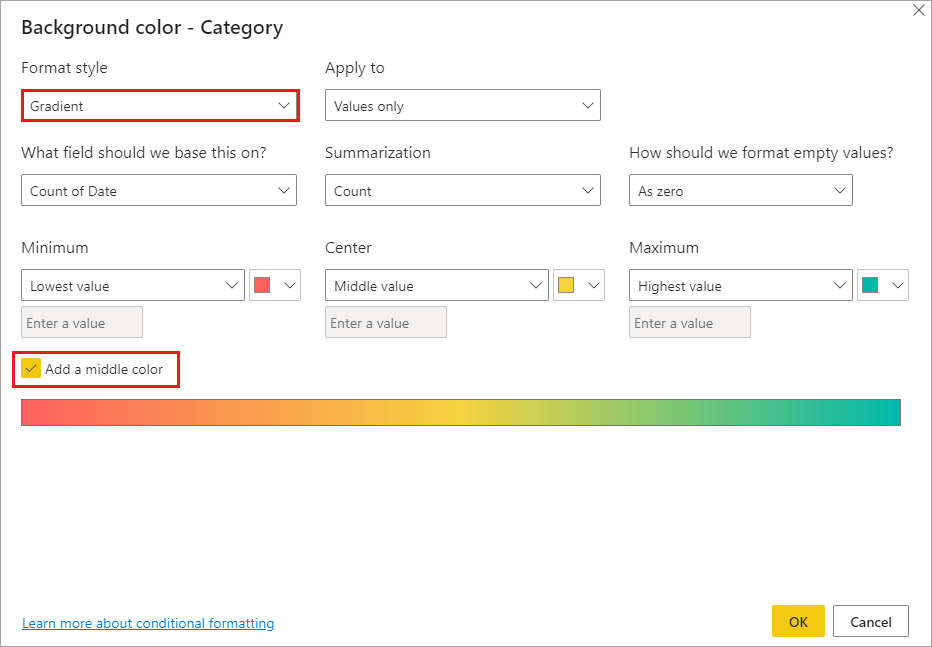 Background color - Category
Format style
Apply to
Gradient
Values only
What field should we base this on?
Summarization
How should we format empty values?
Count of Date
Count
As zero
Minimum
Center
Maximum
Lowest value
Middle value
Highest value
Enter a value
Enter a value
Enter a value
Add a middle color
Learn more about conditional formatting
OK
Cancel